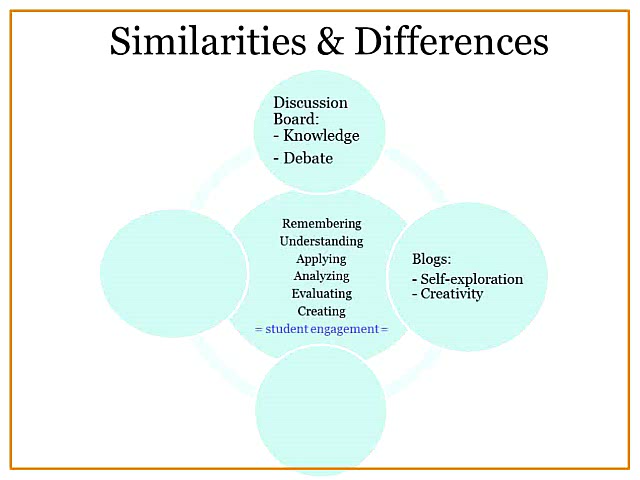 Similarities & Differences
Discussion
Board:
- Knowledge
- Debate
Remembering
Understanding
Applying
Analyzing
Evaluating
Creating
= student engagement =
Blogs:
- Self-exploration
- Creativity